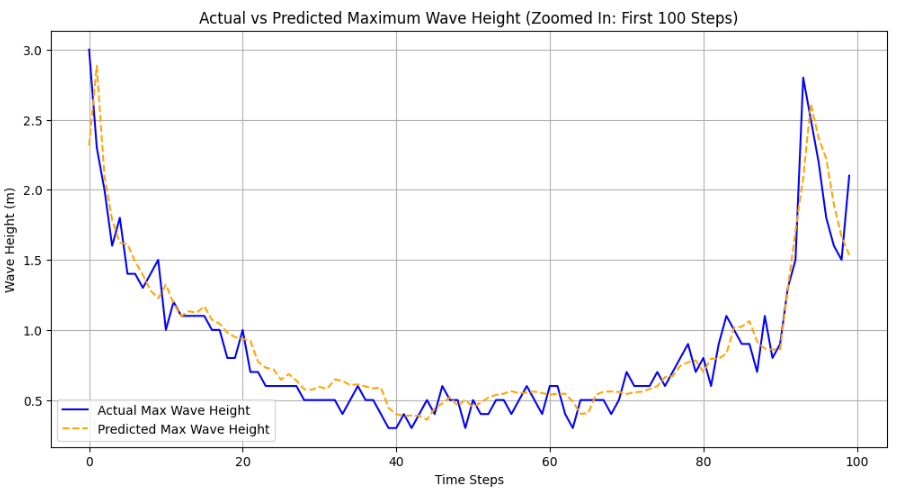 Actual vs Predicted Maximum Wave Height (Zoomed In: First 100 Steps)
Wave Height (m)
3.0
2.5
2.0
1.5
1.0
0.5
Actual Max Wave Height
Predicted Max Wave Height
0 20 40 60 80 100
Time Steps